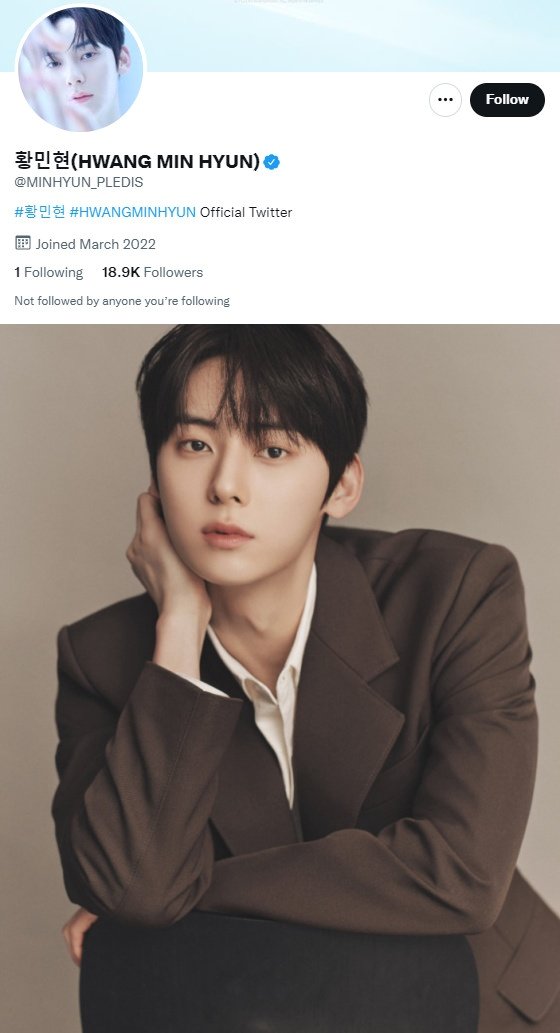 Follow
황민현(HWANG MIN HYUN)
@MINHYUN_PLEDIS
#황민현 #HWANGMINHYUN Official Twitter
Joined March 2022
1 Following 18.9K Followers
Not followed by anyone you're following